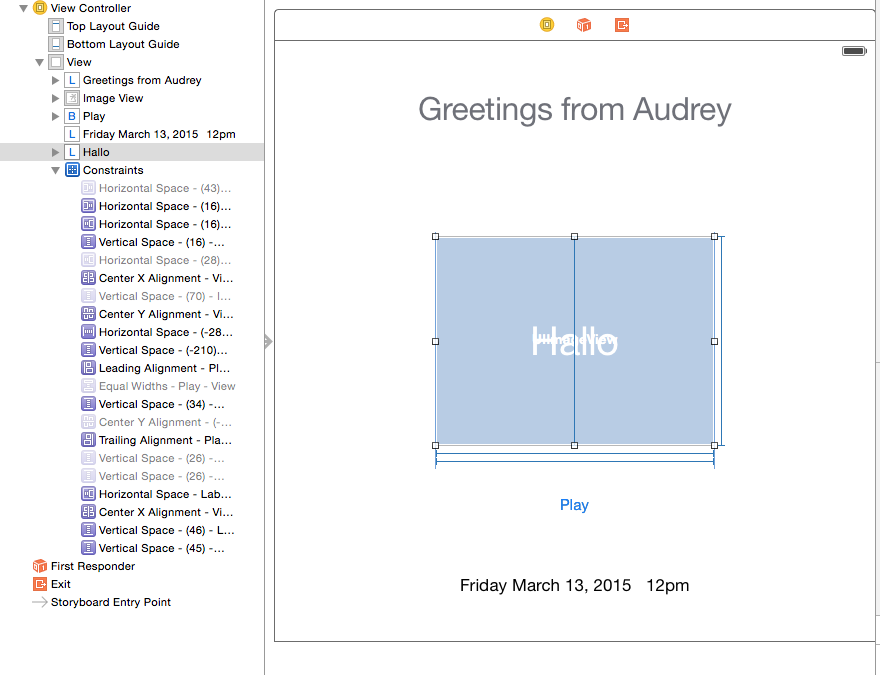 View Controller
Top Layout Guide
Bottom Layout Guide
View
L Greetings from Audrey
Image View
B Play
L Friday March 13, 2015 12pm
L Hallo
Constraints
Horizontal Space - (43)...
Horizontal Space - (16)...
Horizontal Space - (16)...
Vertical Space - (16) -...
Horizontal Space - (28)...
Center X Alignment - Vi...
Vertical Space - (70) - I...
Center Y Alignment - Vi...
Horizontal Space - (-28...
Vertical Space - (-210)...
Leading Alignment - Pl...
Equal Widths - Play - View
Vertical Space - (34) -...
Center Y Alignment - (-...
Trailing Alignment - Pla...
Vertical Space - (26) -...
Vertical Space - (26) -...
Horizontal Space - Lab...
Center X Alignment - Vi...
Vertical Space - (46) - L...
Vertical Space - (45) -...
First Responder
Exit
Storyboard Entry Point
Greetings from Audrey
Hallo
UIImageView
Play
Friday March 13, 2015 12pm